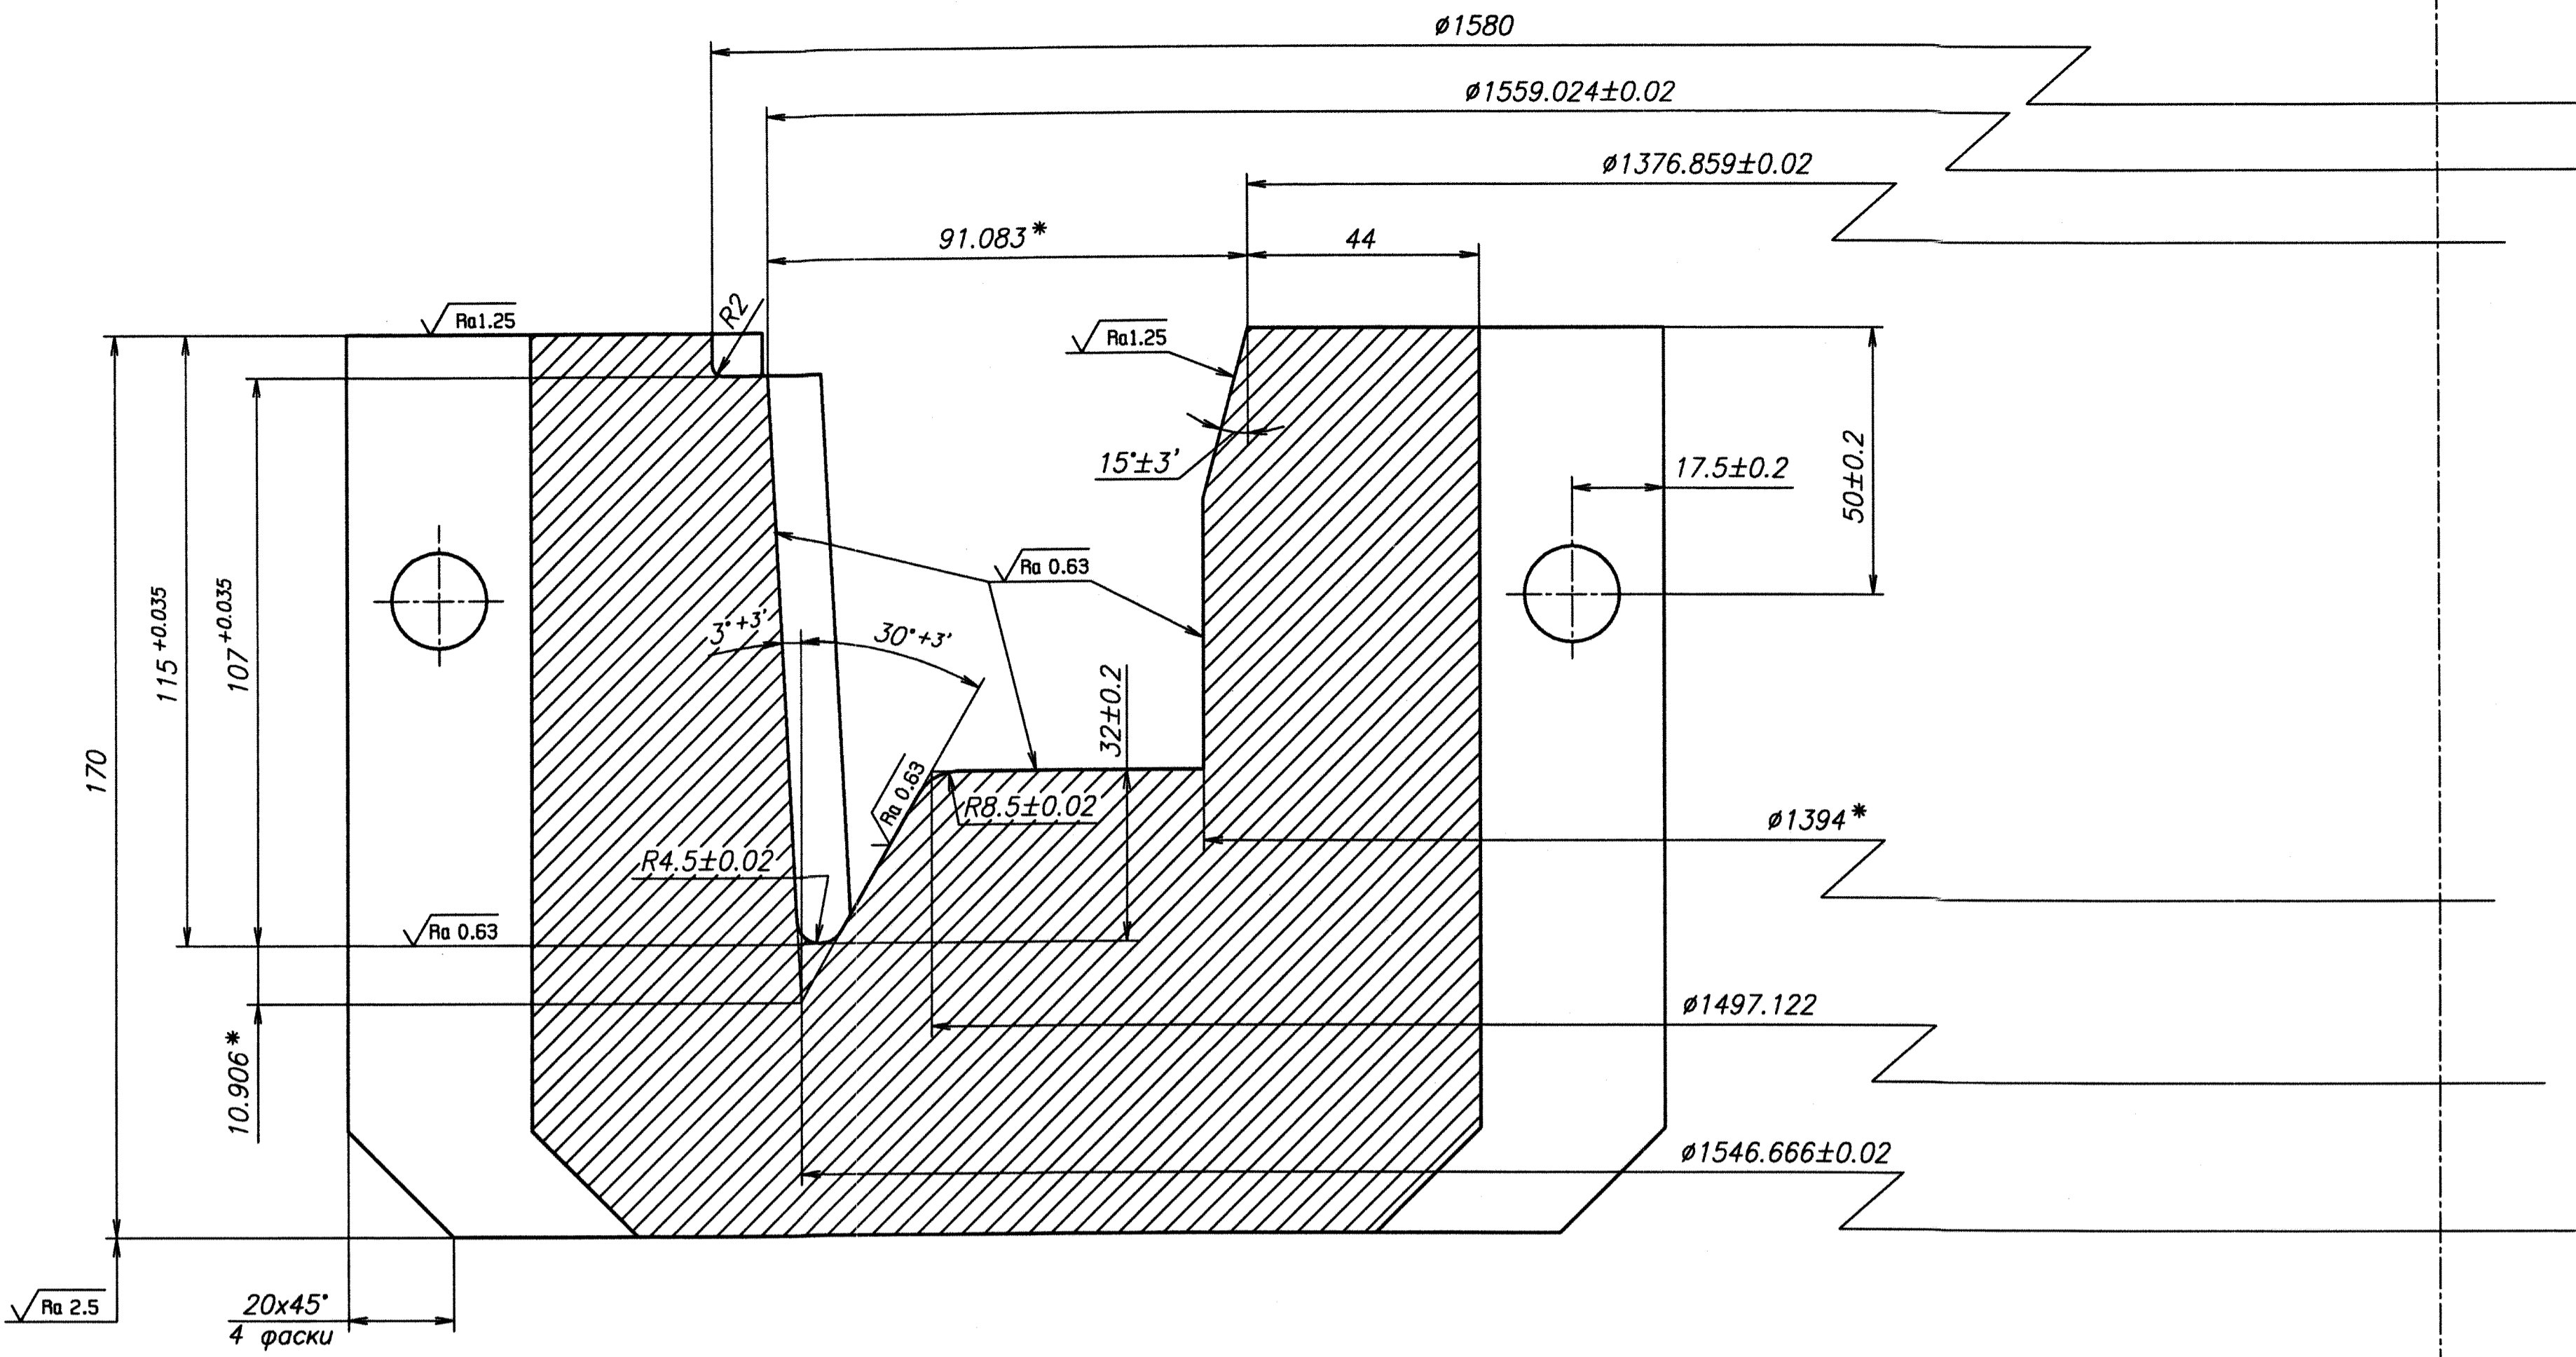 ø1580
ø1559.024±0.02
ø1376.859±0.02
91.083*
44
Ra1.25
R2
Ra1.25
15°±3'
17.5±0.2
50±0.2
Ra 0.63
115+0.035
107+0.035
3°+3'
30°+3'
32±0.2
170
Ra 0.63
R8.5±0.02
ø1394*
R4.5±0.02
Ra 0.63
ø1497.122
10.906*
ø1546.666±0.02
Ra 2.5
20x45°
4 фаски